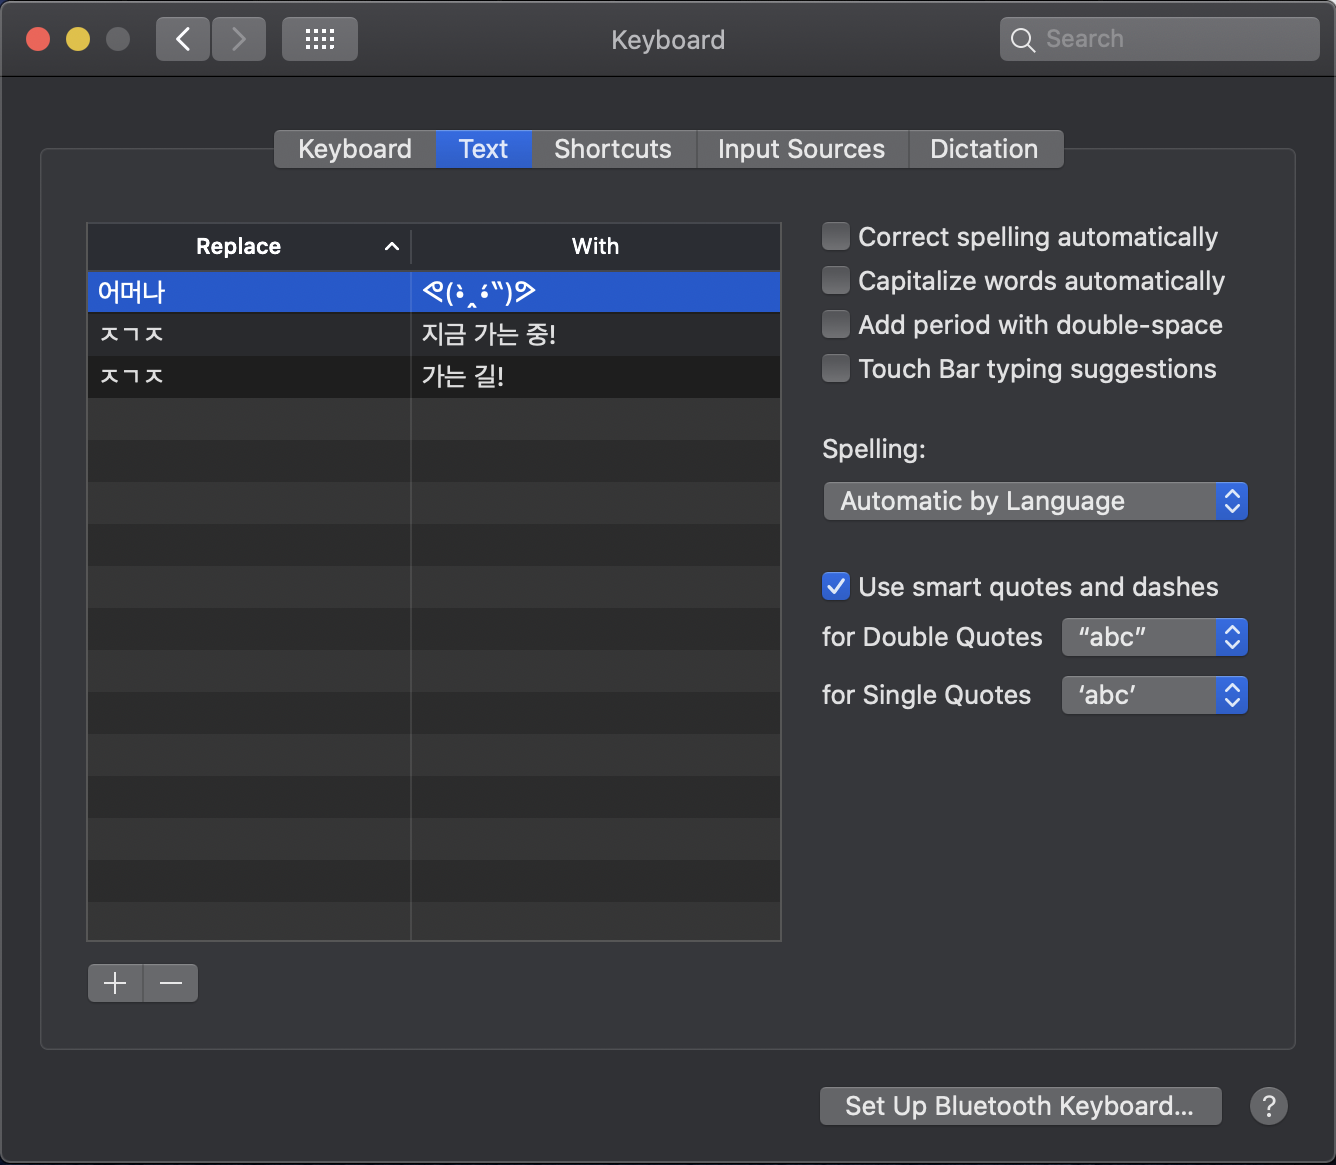 Keyboard
Search
Keyboard Text Shortcuts Input Sources Dictation
Replace With
어머나 ᕙ(•̀‸•́‶)ᕗ
ㅈㄱㅈ 지금 가는 중!
ㅈㄱㅈ 가는 길!
Correct spelling automatically
Capitalize words automatically
Add period with double-space
Touch Bar typing suggestions
Spelling:
Automatic by Language
Use smart quotes and dashes
for Double Quotes “abc”
for Single Quotes ‘abc’
Set Up Bluetooth Keyboard...
?